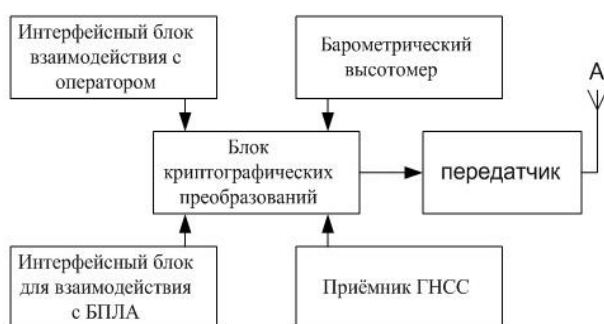 Интерфейсный блок
взаимодействия с
оператором
Барометрический
высотомер
А
Блок
криптографических
преобразований
передатчик
Интерфейсный блок
для взаимодействия
с БПЛА
Приёмник ГНСС